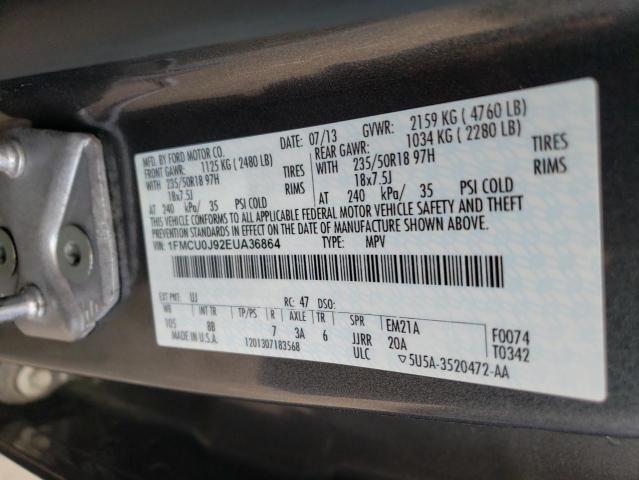 MFD. BY FORD MOTOR CO.
DATE: 07/13 GVWR: 2159 KG ( 4760 LB)
FRONT GAWR: 1125 KG ( 2480 LB) REAR GAWR: 1034 KG ( 2280 LB)
WITH 235/50R18 97H TIRES WITH 235/50R18 97H TIRES
18x7.5J RIMS 18x7.5J RIMS
AT 240 kPa/ 35 PSI COLD AT 240 kPa/ 35 PSI COLD
THIS VEHICLE CONFORMS TO ALL APPLICABLE FEDERAL MOTOR VEHICLE SAFETY AND THEFT
PREVENTION STANDARDS IN EFFECT ON THE DATE OF MANUFACTURE SHOWN ABOVE.
VIN: 1FMCU0J92EUA36864 TYPE: MPV
EXT PNT: UJ RC: 47 DSO:
WB BRK INT TR TP/PS R AXLE TR SPR EM21A F0074
105 8B 7 3A 6 JJRR 20A T0342
MADE IN U.S.A. 1201307183568 ULC ▽5U5A-3520472-AA